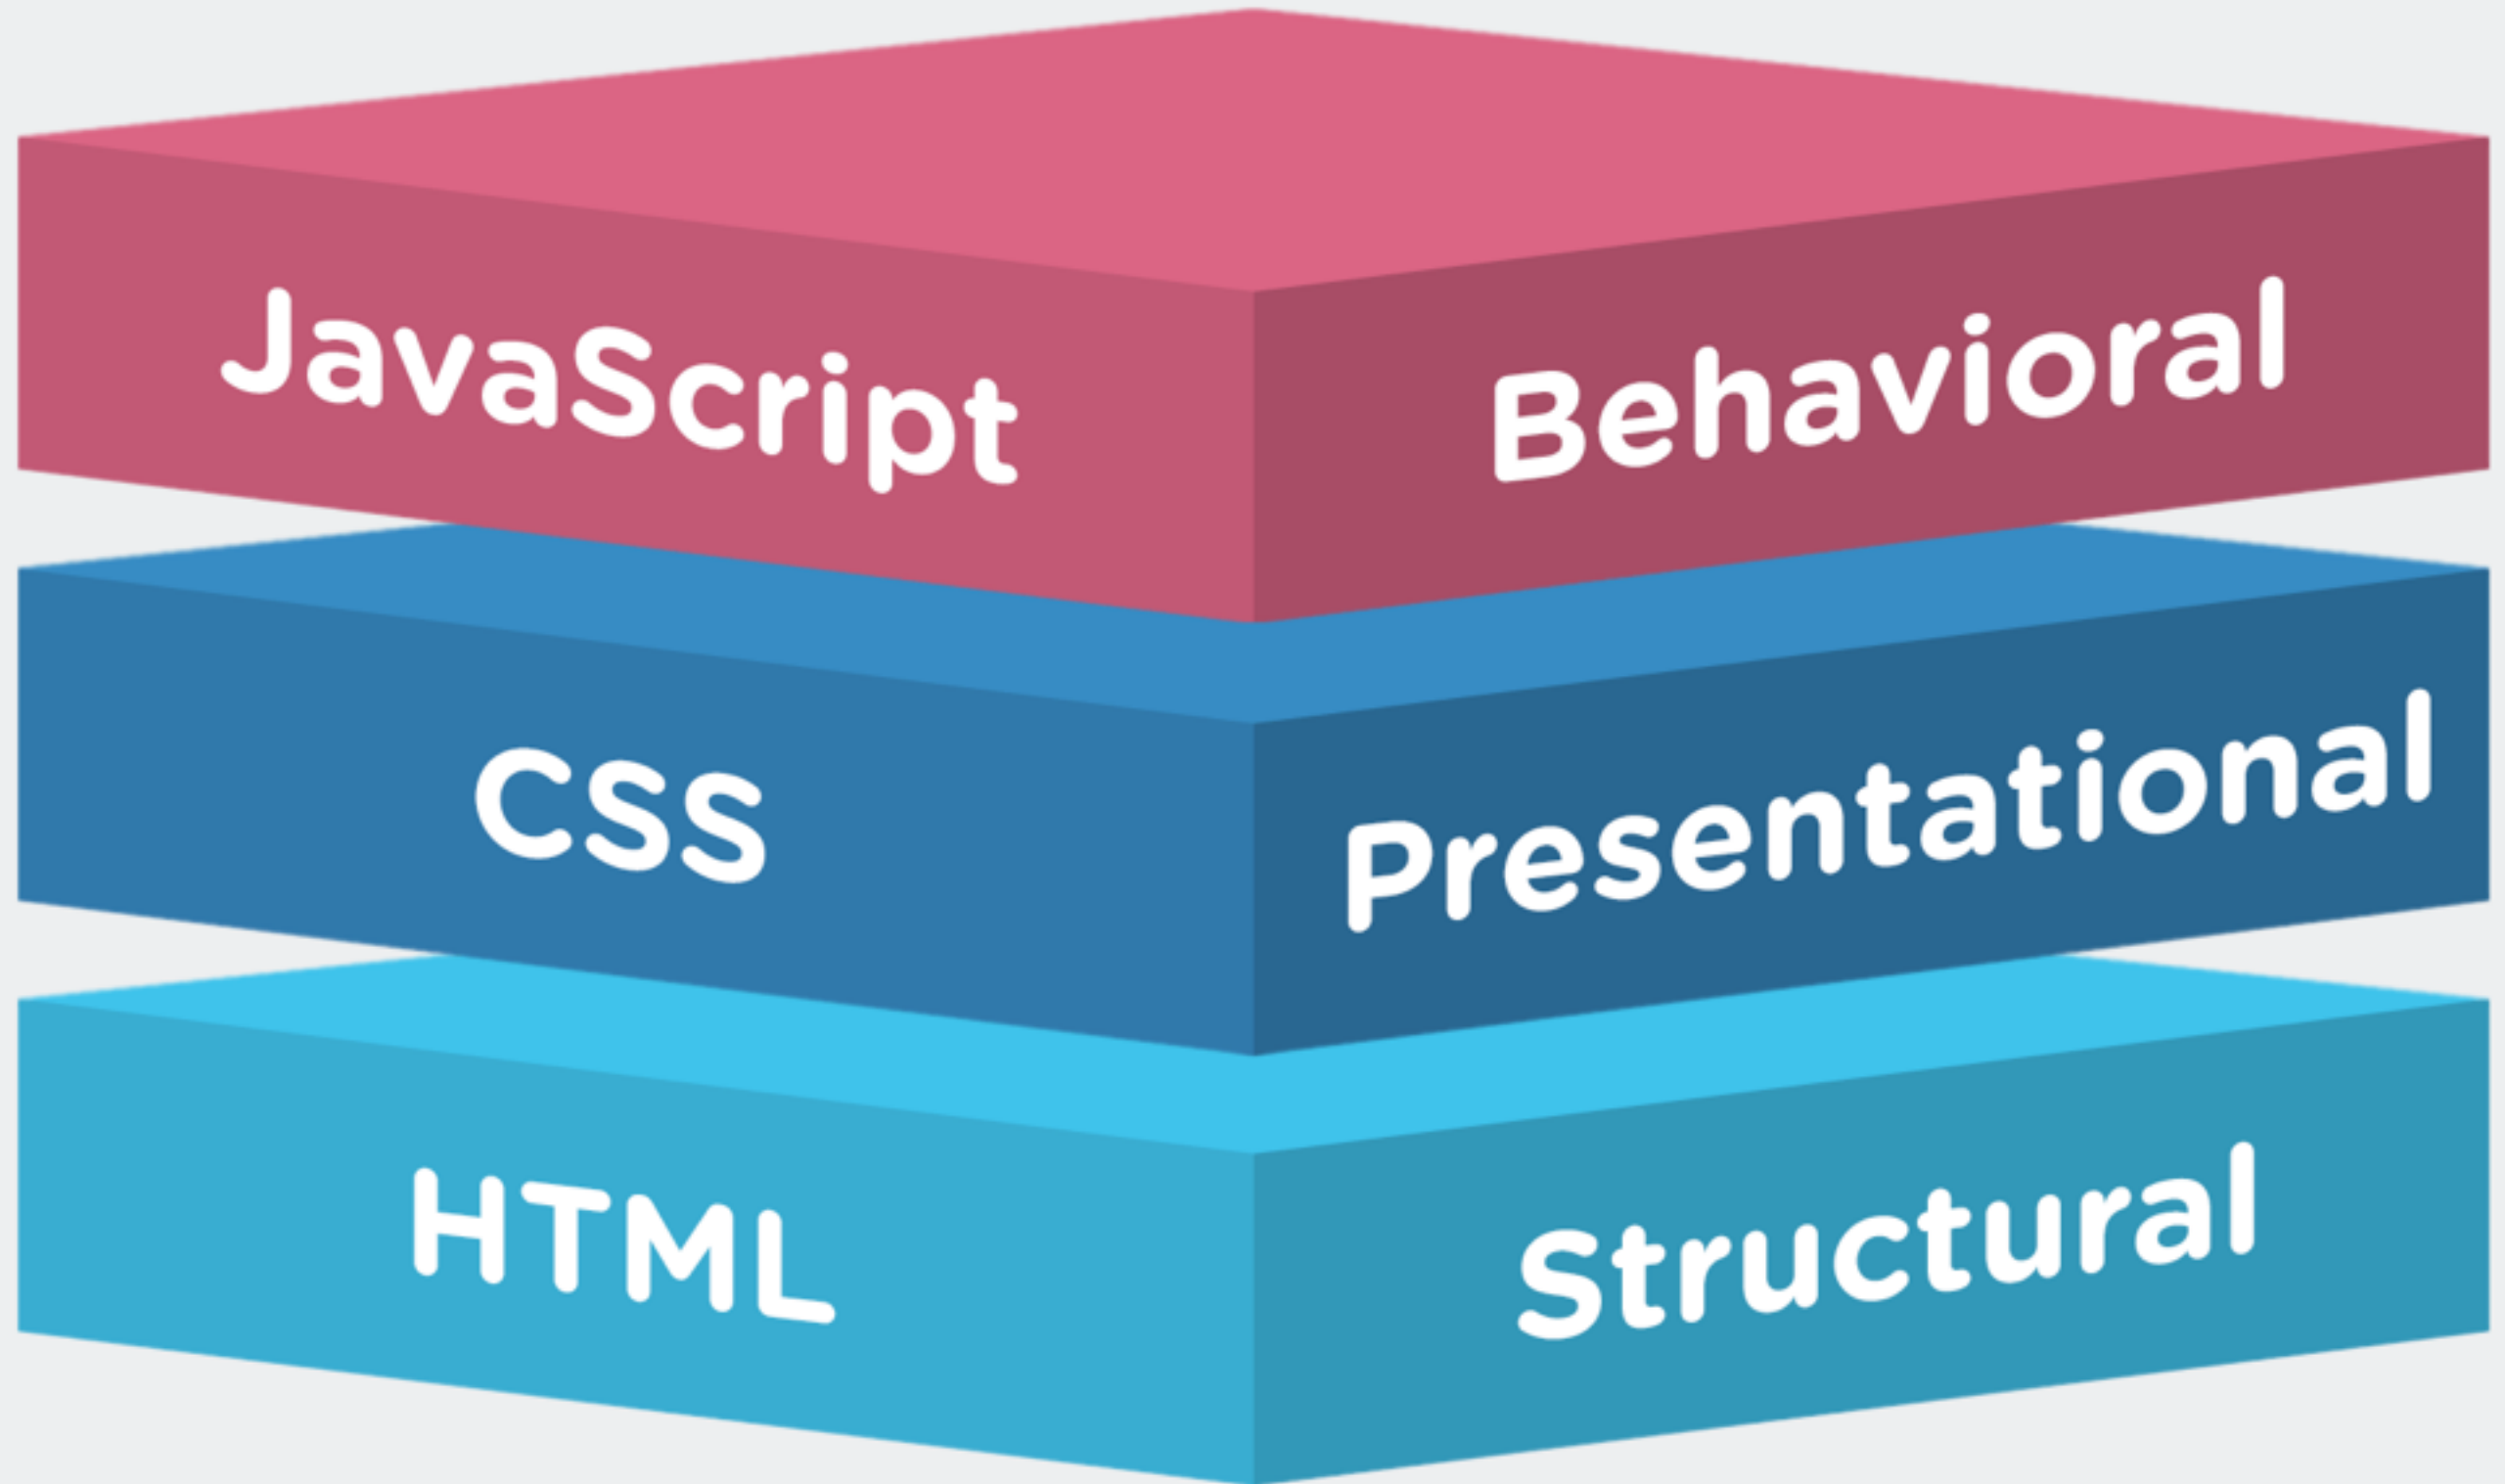 JavaScript
Behavioral
CSS
Presentational
HTML
Structural